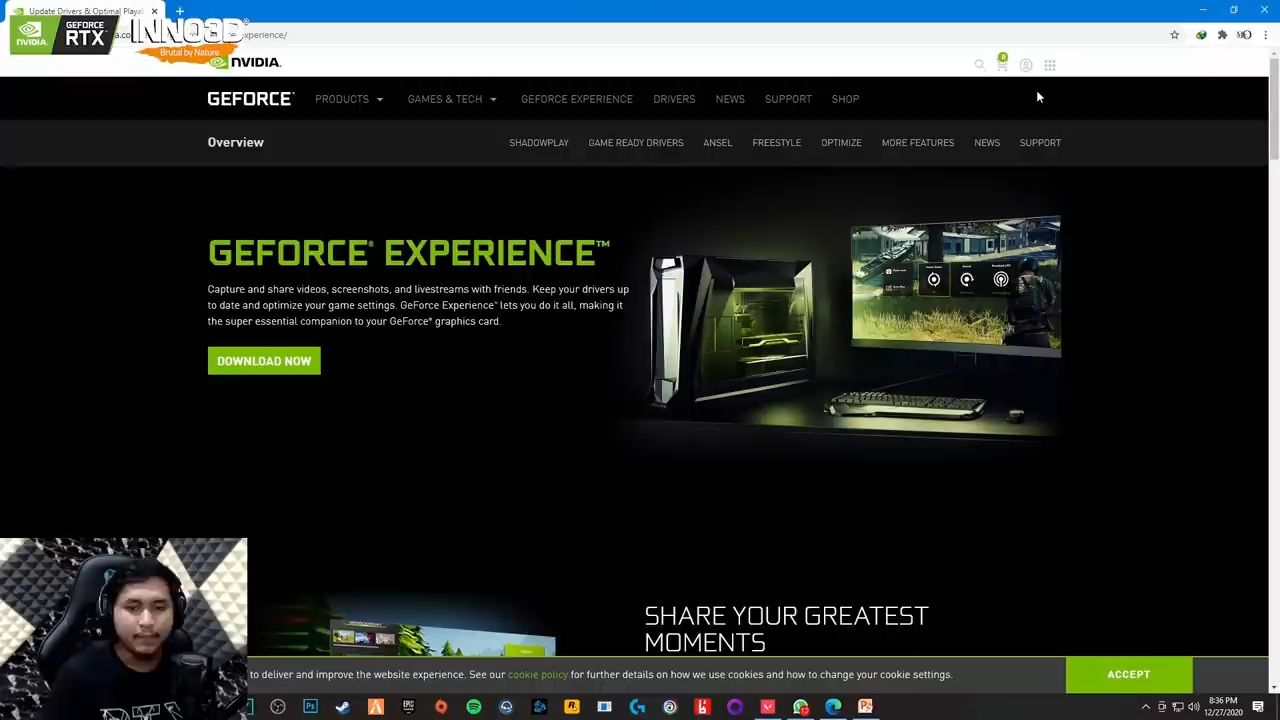 Update Drivers & Optimal Playa
NVIDIA
GEFORCE
RTX
INNO3D
Brutal by Nature
xperience/
NVIDIA.
0
GEFORCE PRODUCTS GAMES & TECH GEFORCE EXPERIENCE DRIVERS NEWS SUPPORT SHOP
Overview SHADOWPLAY GAME READY DRIVERS ANSEL FREESTYLE OPTIMIZE MORE FEATURES NEWS SUPPORT
GEFORCE® EXPERIENCE™
Capture and share videos, screenshots, and livestreams with friends. Keep your drivers up
to date and optimize your game settings. GeForce Experience™ lets you do it all, making it
the super essential companion to your GeForce® graphics card.
DOWNLOAD NOW
SHARE YOUR GREATEST
MOMENTS
to deliver and improve the website experience. See our cookie policy for further details on how we use cookies and how to change your cookie settings.
ACCEPT
8:36 PM
12/27/2020